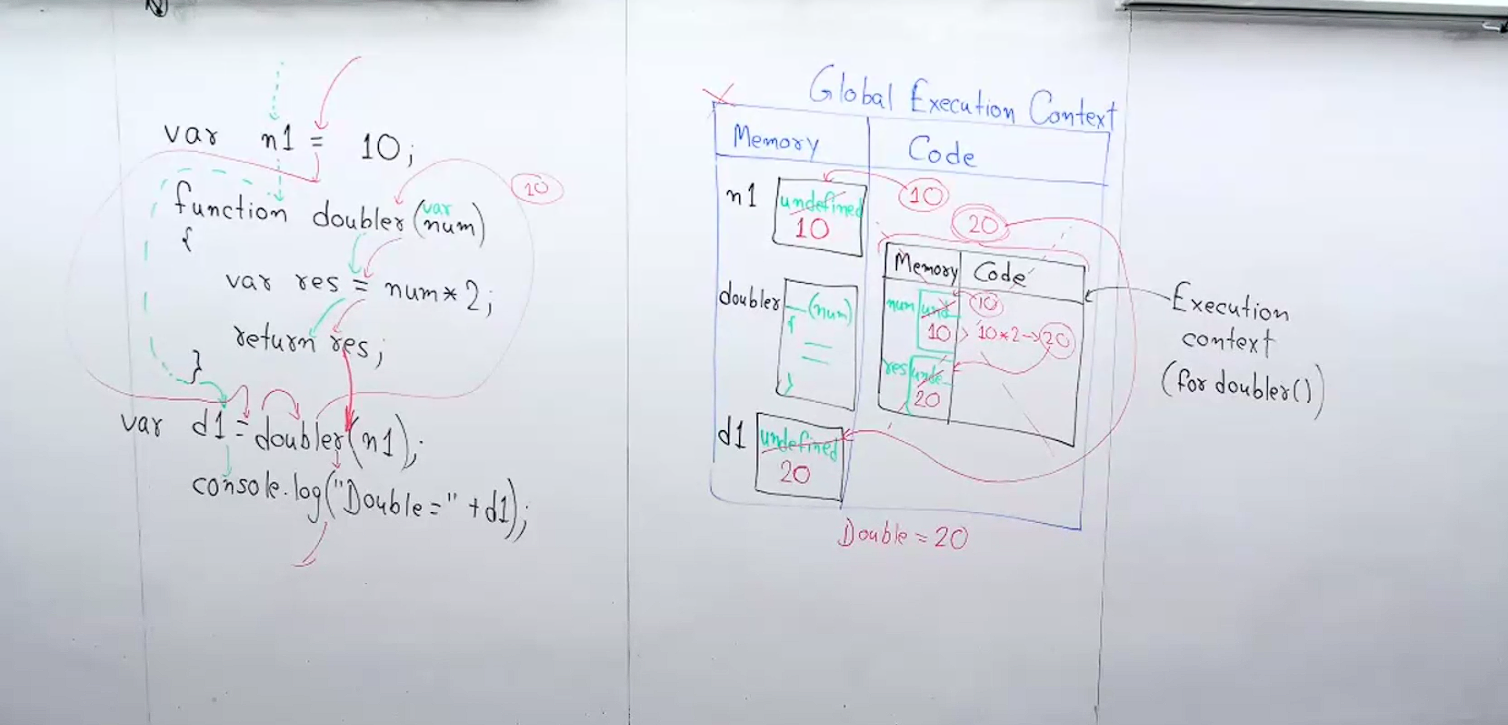 var n1 = 10;
20
function doubler (var num)
{
var res = num * 2;
return res;
}
var d1 = doubler(n1);
console.log("Double=" + d1);
Global Execution Context
Memory
Code
n1
undefined
10
10
20
doubler
(num)
{
}
Memory
Code
num
und
10
10
10*2→20
res
unde
20
d1
undefined
20
Execution
context
(for doubler())
Double = 20